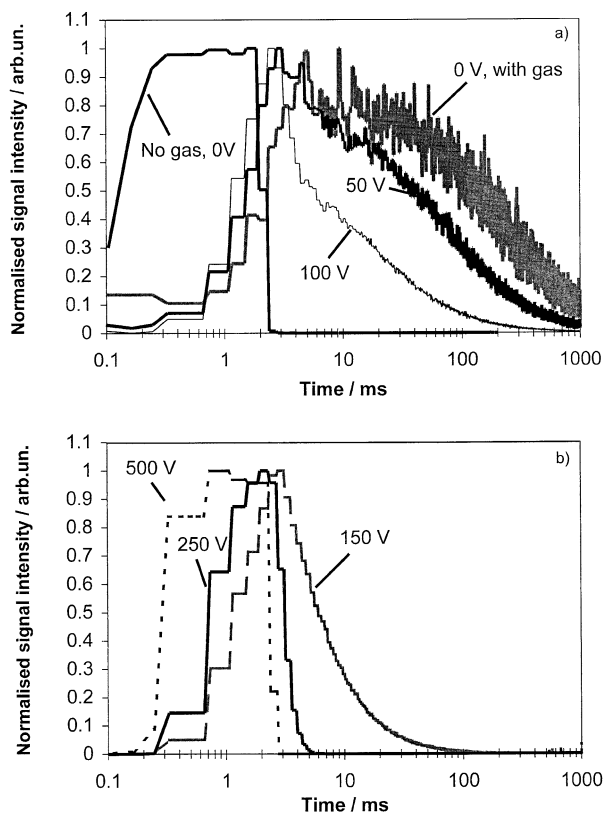 a)
Normalised signal intensity / arb.un.
1.1
1
0.9
0.8
0.7
0.6
0.5
0.4
0.3
0.2
0.1
0
No gas, 0V
0 V, with gas
50 V
100 V
0.1
1
10
100
1000
Time / ms
b)
Normalised signal intensity / arb.un.
1.1
1
0.9
0.8
0.7
0.6
0.5
0.4
0.3
0.2
0.1
0
500 V
250 V
150 V
0.1
1
10
100
1000
Time / ms